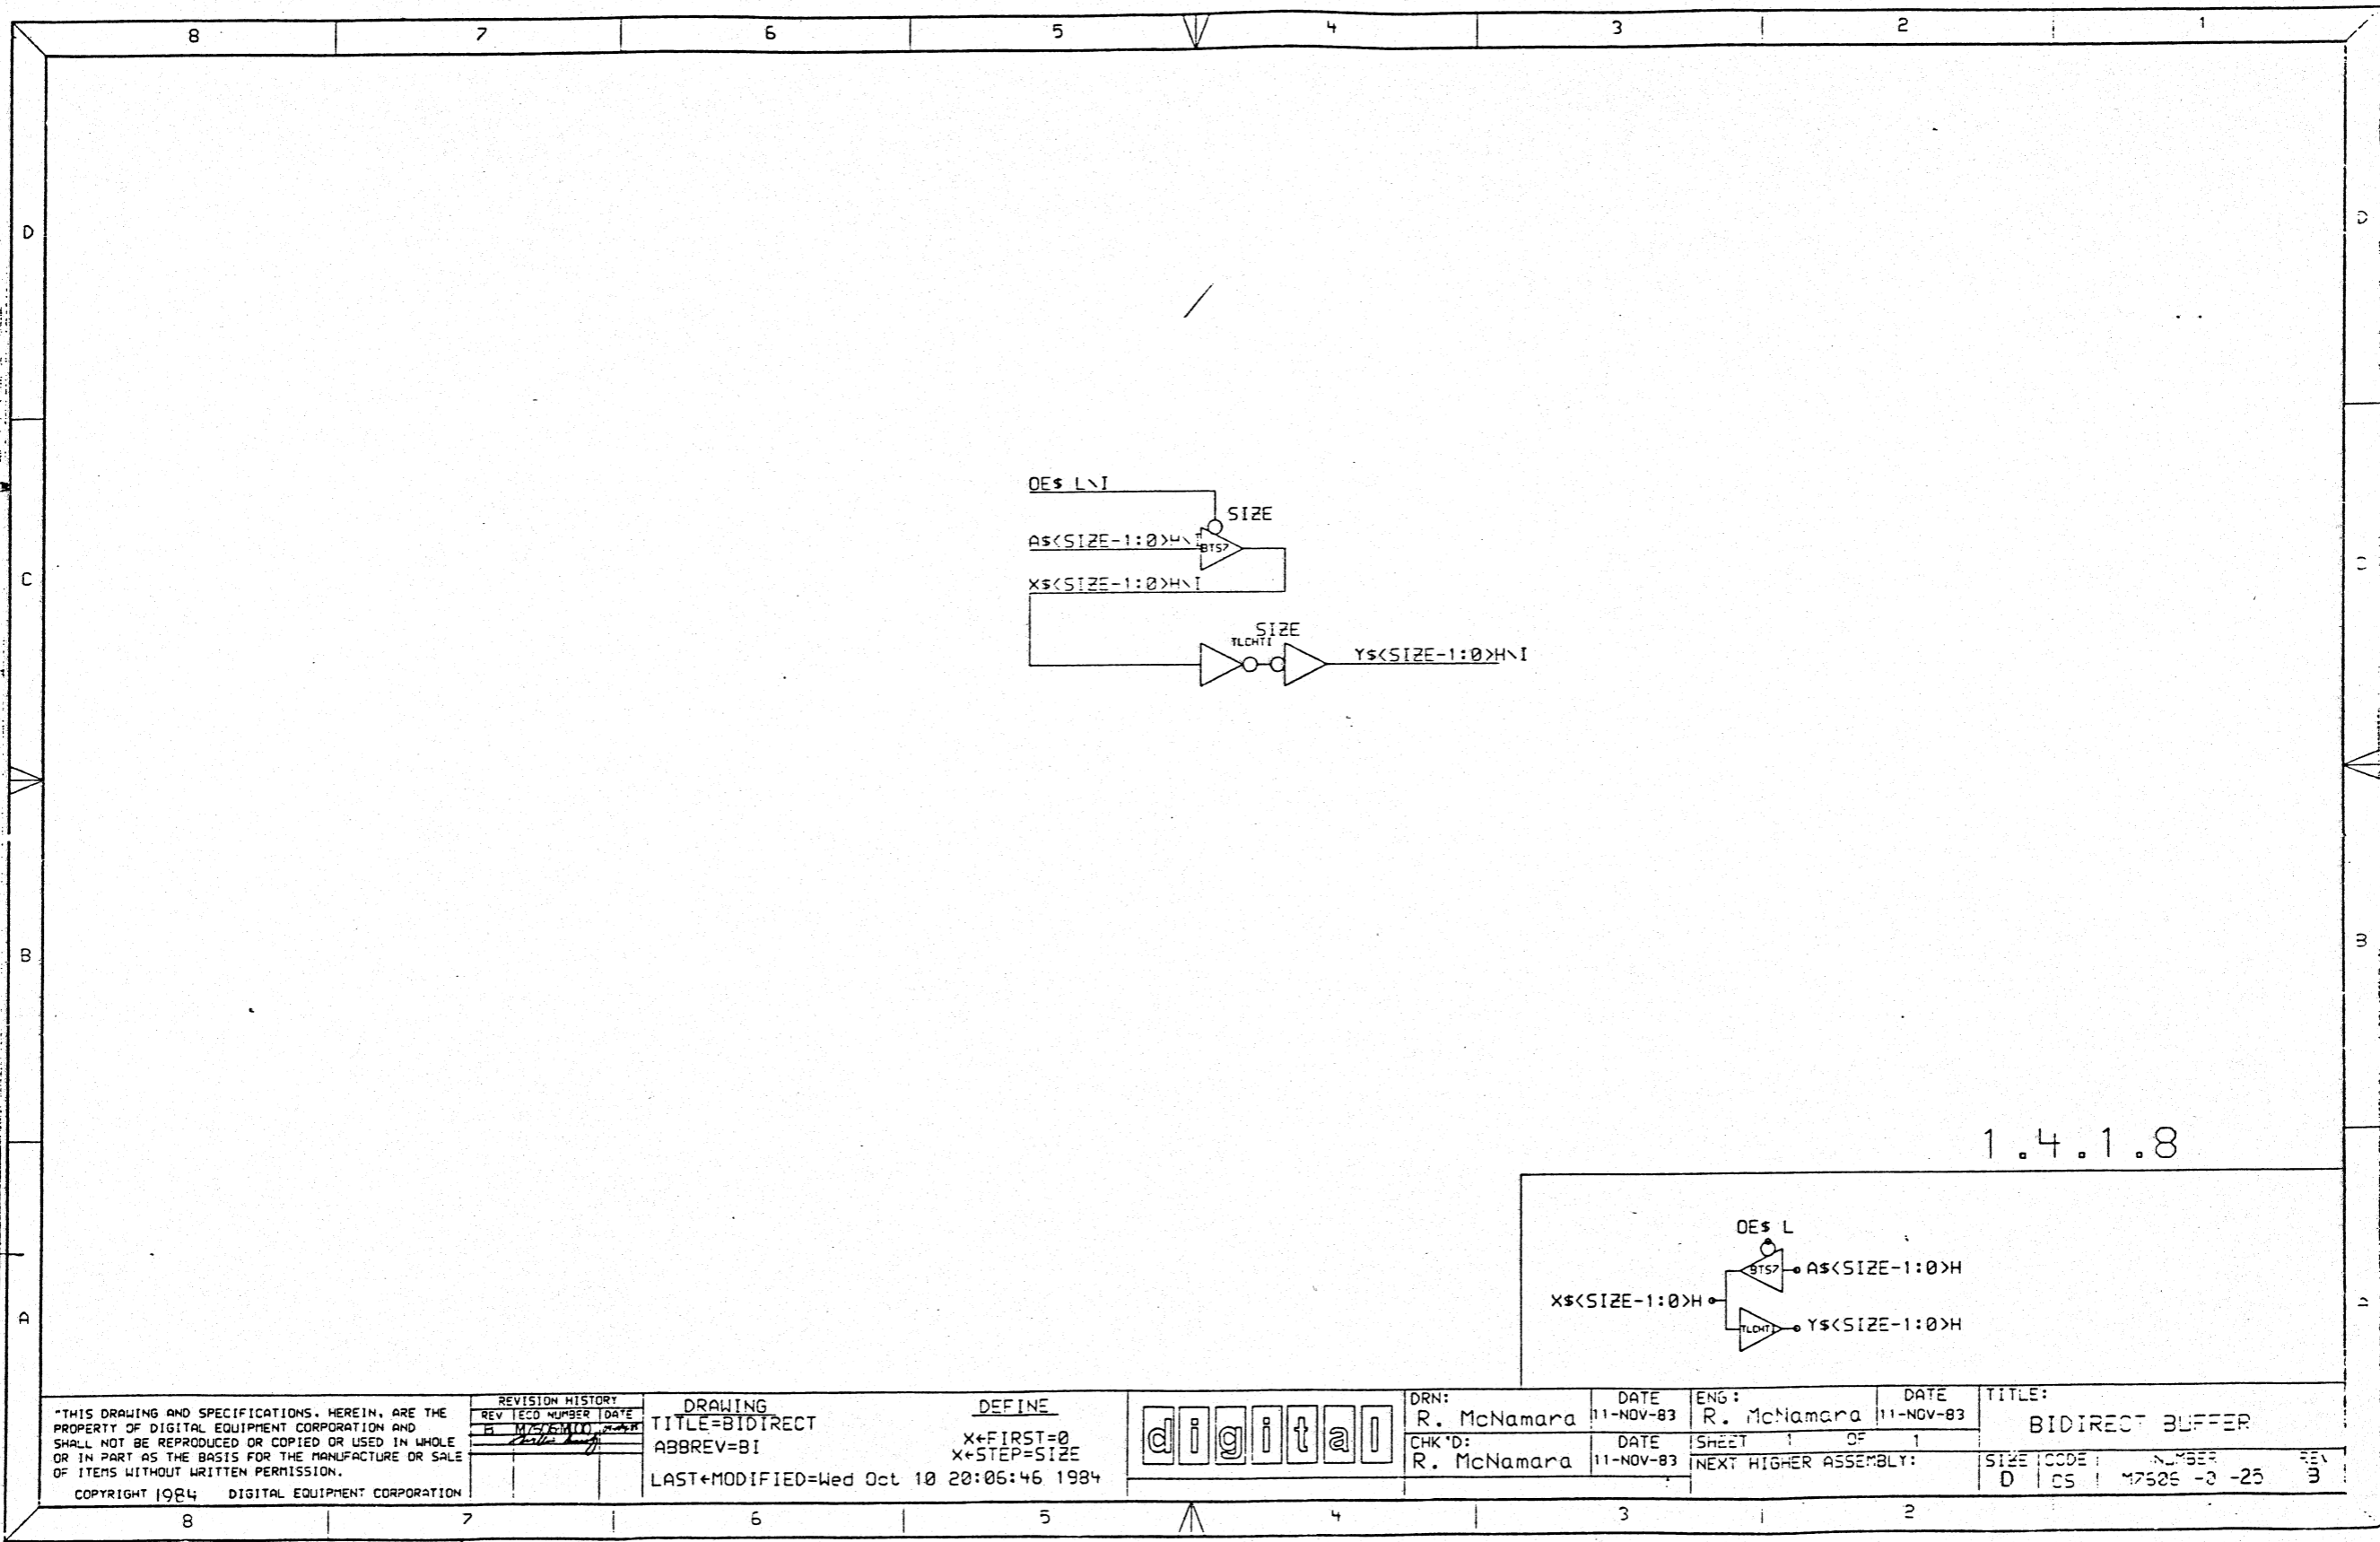 8 7 6 5 4 3 2 1
D
D
OE$ L\I
SIZE
A$<SIZE-1:0>H\I
BTS7
C
X$<SIZE-1:0>H\I
SIZE
TLCHTI
Y$<SIZE-1:0>H\I
B
B
1.4.1.8
OE$ L
BTS7
A$<SIZE-1:0>H
X$<SIZE-1:0>H
A
TLCHTI
Y$<SIZE-1:0>H
"THIS DRAWING AND SPECIFICATIONS, HEREIN, ARE THE
PROPERTY OF DIGITAL EQUIPMENT CORPORATION AND
SHALL NOT BE REPRODUCED OR COPIED OR USED IN WHOLE
OR IN PART AS THE BASIS FOR THE MANUFACTURE OR SALE
OF ITEMS WITHOUT WRITTEN PERMISSION.
COPYRIGHT 1984 DIGITAL EQUIPMENT CORPORATION
REVISION HISTORY
REV ECO NUMBER DATE
B
DRAWING
TITLE=BIDIRECT
ABBREV=BI
LAST←MODIFIED=Wed Oct 10 20:06:46 1984
DEFINE
X←FIRST=0
X←STEP=SIZE
digital
DRN:
R. McNamara
DATE
11-NOV-83
ENG:
R. McNamara
DATE
11-NOV-83
CHK'D:
R. McNamara
DATE
11-NOV-83
SHEET 1 OF 1
NEXT HIGHER ASSEMBLY:
TITLE:
BIDIRECT BUFFER
SIZE CODE NUMBER REV
D CS -0 -25 B
8 7 6 5 4 3 2